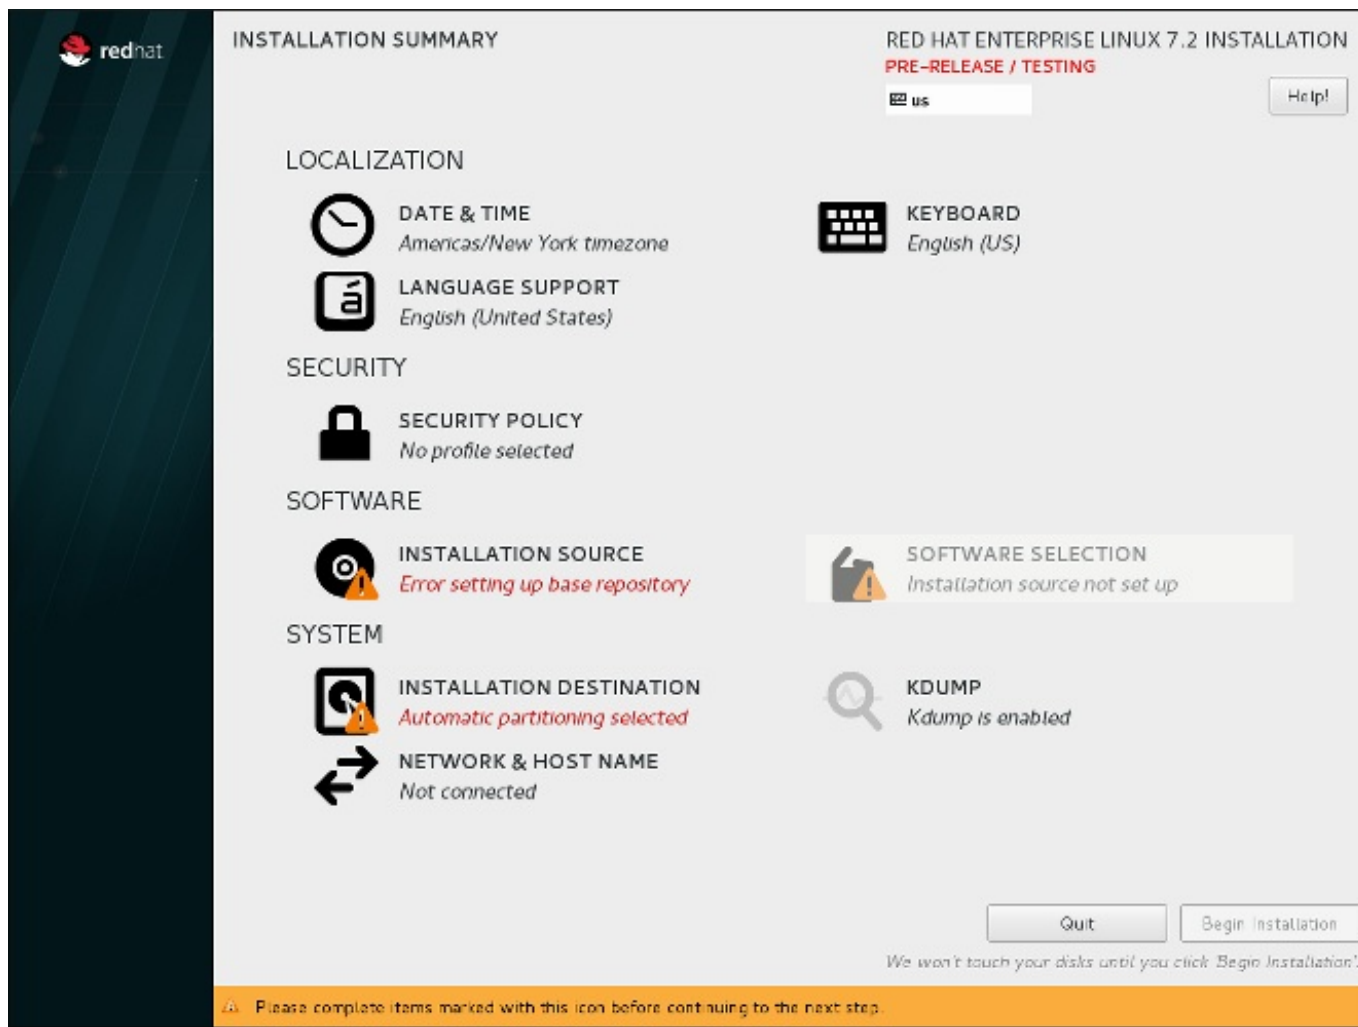 redhat
INSTALLATION SUMMARY
RED HAT ENTERPRISE LINUX 7.2 INSTALLATION
PRE-RELEASE / TESTING
us
Help!
LOCALIZATION
DATE & TIME
Americas/New York timezone
KEYBOARD
English (US)
á
LANGUAGE SUPPORT
English (United States)
SECURITY
SECURITY POLICY
No profile selected
SOFTWARE
INSTALLATION SOURCE
Error setting up base repository
SOFTWARE SELECTION
Installation source not set up
SYSTEM
INSTALLATION DESTINATION
Automatic partitioning selected
KDUMP
Kdump is enabled
NETWORK & HOST NAME
Not connected
Quit
Begin Installation
We won't touch your disks until you click 'Begin Installation'.
Please complete items marked with this icon before continuing to the next step.